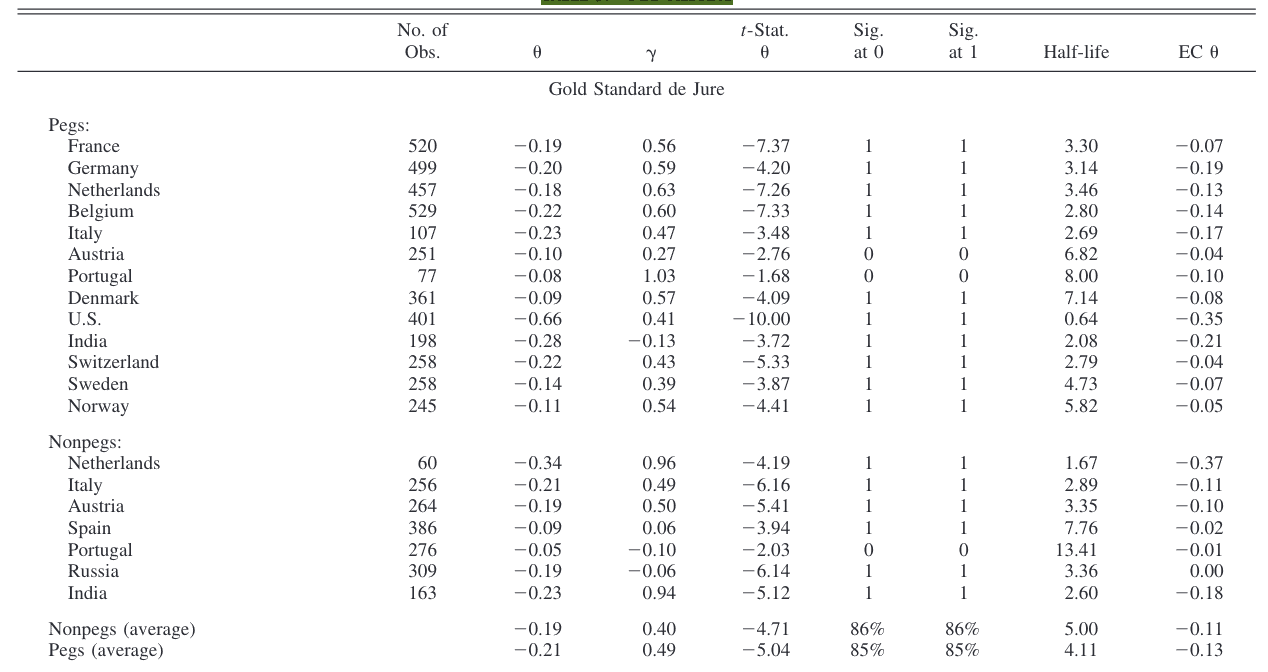 No. of t-Stat. Sig. Sig.
Obs. θ γ θ at 0 at 1 Half-life EC θ
Gold Standard de Jure
Pegs:
France 520 −0.19 0.56 −7.37 1 1 3.30 −0.07
Germany 499 −0.20 0.59 −4.20 1 1 3.14 −0.19
Netherlands 457 −0.18 0.63 −7.26 1 1 3.46 −0.13
Belgium 529 −0.22 0.60 −7.33 1 1 2.80 −0.14
Italy 107 −0.23 0.47 −3.48 1 1 2.69 −0.17
Austria 251 −0.10 0.27 −2.76 0 0 6.82 −0.04
Portugal 77 −0.08 1.03 −1.68 0 0 8.00 −0.10
Denmark 361 −0.09 0.57 −4.09 1 1 7.14 −0.08
U.S. 401 −0.66 0.41 −10.00 1 1 0.64 −0.35
India 198 −0.28 −0.13 −3.72 1 1 2.08 −0.21
Switzerland 258 −0.22 0.43 −5.33 1 1 2.79 −0.04
Sweden 258 −0.14 0.39 −3.87 1 1 4.73 −0.07
Norway 245 −0.11 0.54 −4.41 1 1 5.82 −0.05
Nonpegs:
Netherlands 60 −0.34 0.96 −4.19 1 1 1.67 −0.37
Italy 256 −0.21 0.49 −6.16 1 1 2.89 −0.11
Austria 264 −0.19 0.50 −5.41 1 1 3.35 −0.10
Spain 386 −0.09 0.06 −3.94 1 1 7.76 −0.02
Portugal 276 −0.05 −0.10 −2.03 0 0 13.41 −0.01
Russia 309 −0.19 −0.06 −6.14 1 1 3.36 0.00
India 163 −0.23 0.94 −5.12 1 1 2.60 −0.18
Nonpegs (average) −0.19 0.40 −4.71 86% 86% 5.00 −0.11
Pegs (average) −0.21 0.49 −5.04 85% 85% 4.11 −0.13